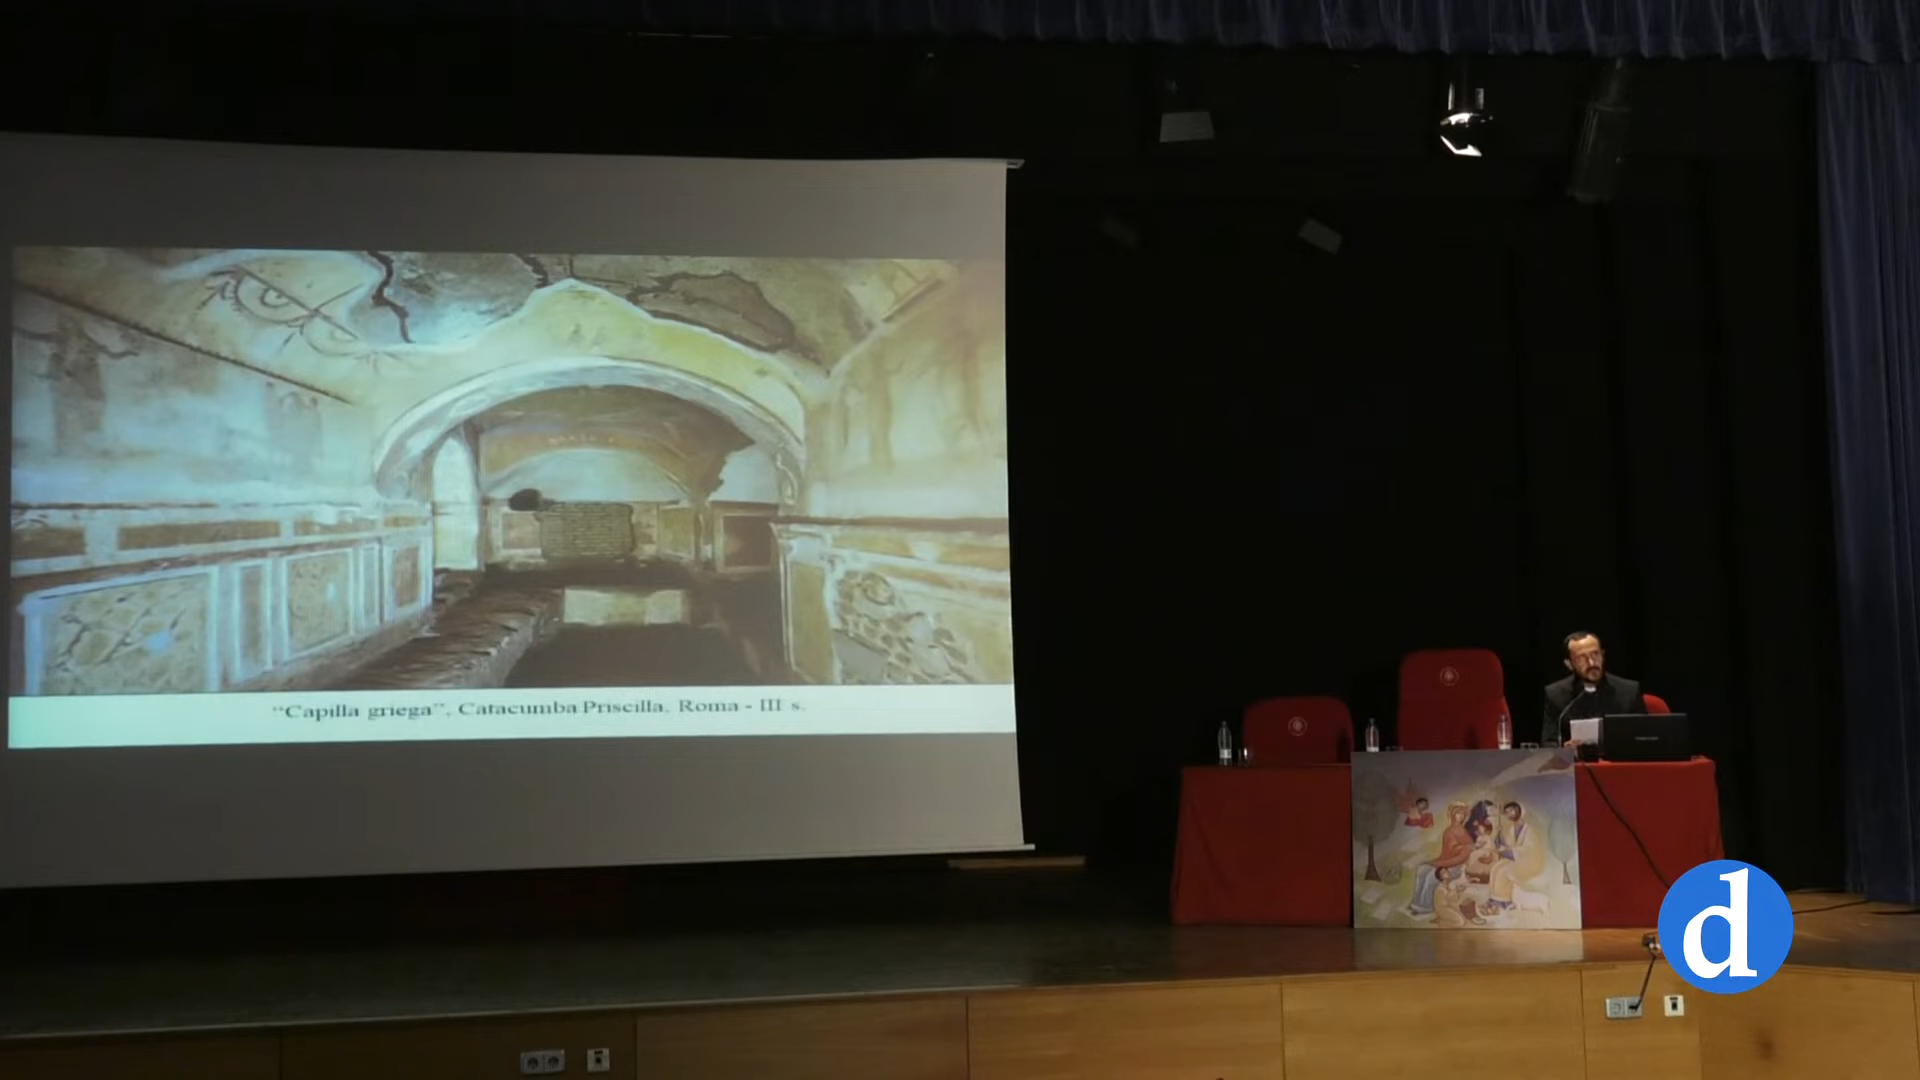 “Capilla griega”, Catacumba Priscilla. Roma - III s.
d